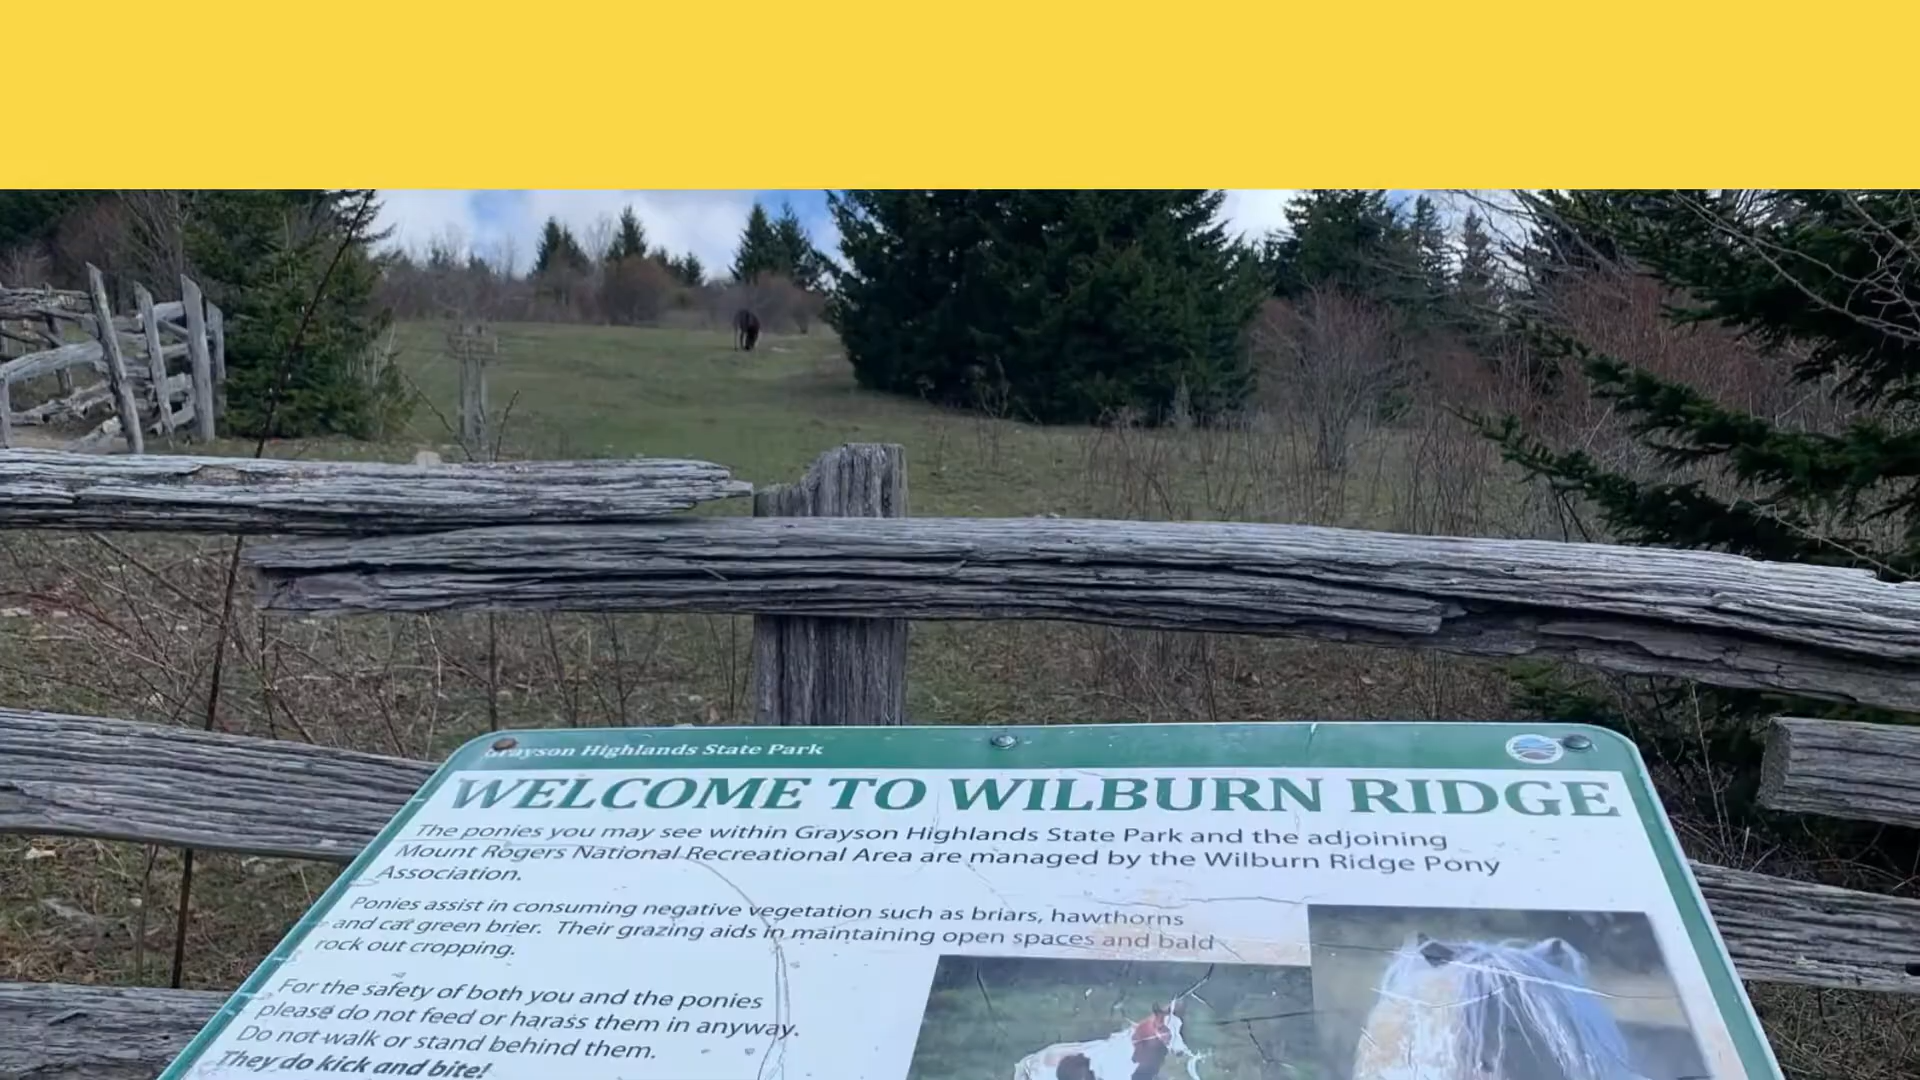 Grayson Highlands State Park
WELCOME TO WILBURN RIDGE
The ponies you may see within Grayson Highlands State Park and the adjoining
Mount Rogers National Recreational Area are managed by the Wilburn Ridge Pony
Association.
Ponies assist in consuming negative vegetation such as briars, hawthorns
and cat green brier. Their grazing aids in maintaining open spaces and bald
rock out cropping.
For the safety of both you and the ponies
please do not feed or harass them in anyway.
Do not walk or stand behind them.
They do kick and bite!